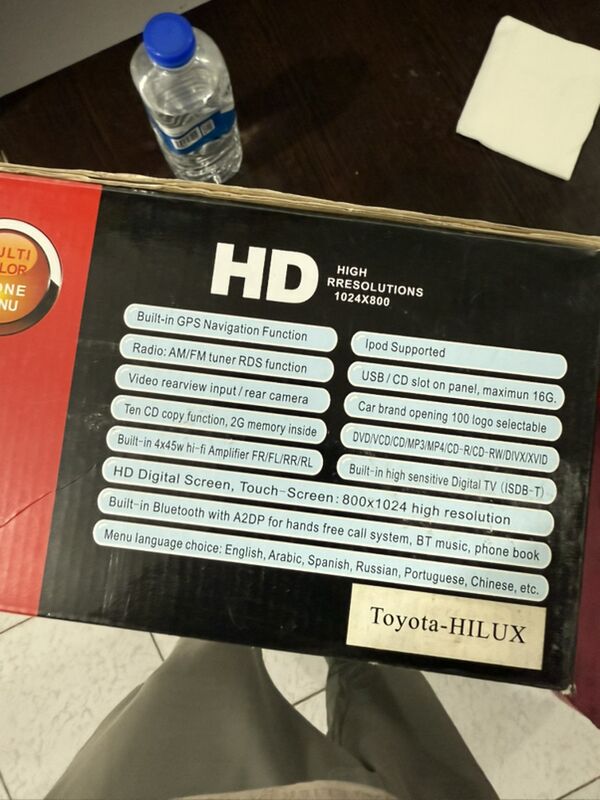 HD
HIGH
RRESOLUTIONS
1024X800
Built-in GPS Navigation Function
Radio: AM/FM tuner RDS function
Video rearview input / rear camera
Ten CD copy function, 2G memory inside
Built-in 4x45w hi-fi Amplifier FR/FL/RR/RL
Ipod Supported
USB / CD slot on panel, maximun 16G.
Car brand opening 100 logo selectable
DVD/VCD/CD/MP3/MP4/CD-R/CD-RW/DIVX/XVID
Built-in high sensitive Digital TV (ISDB-T)
HD Digital Screen, Touch-Screen: 800x1024 high resolution
Built-in Bluetooth with A2DP for hands free call system, BT music, phone book
Menu language choice: English, Arabic, Spanish, Russian, Portuguese, Chinese, etc.
Toyota-HILUX